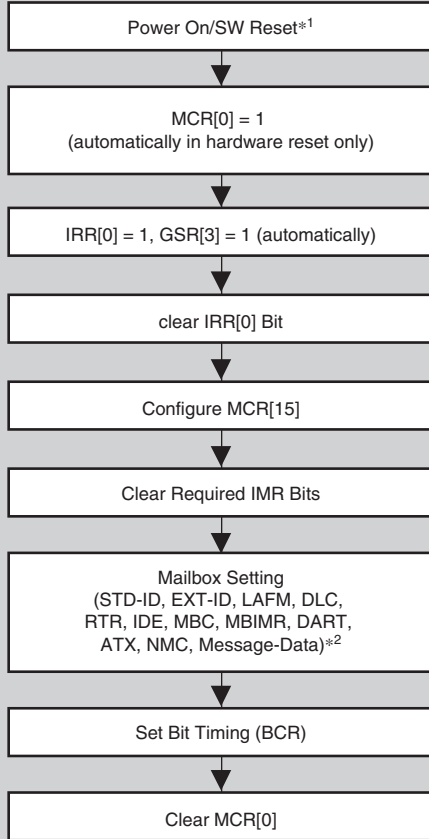 Power On/SW Reset*1
MCR[0] = 1
(automatically in hardware reset only)
IRR[0] = 1, GSR[3] = 1 (automatically)
clear IRR[0] Bit
Configure MCR[15]
Clear Required IMR Bits
Mailbox Setting
(STD-ID, EXT-ID, LAFM, DLC,
RTR, IDE, MBC, MBIMR, DART,
ATX, NMC, Message-Data)*2
Set Bit Timing (BCR)
Clear MCR[0]